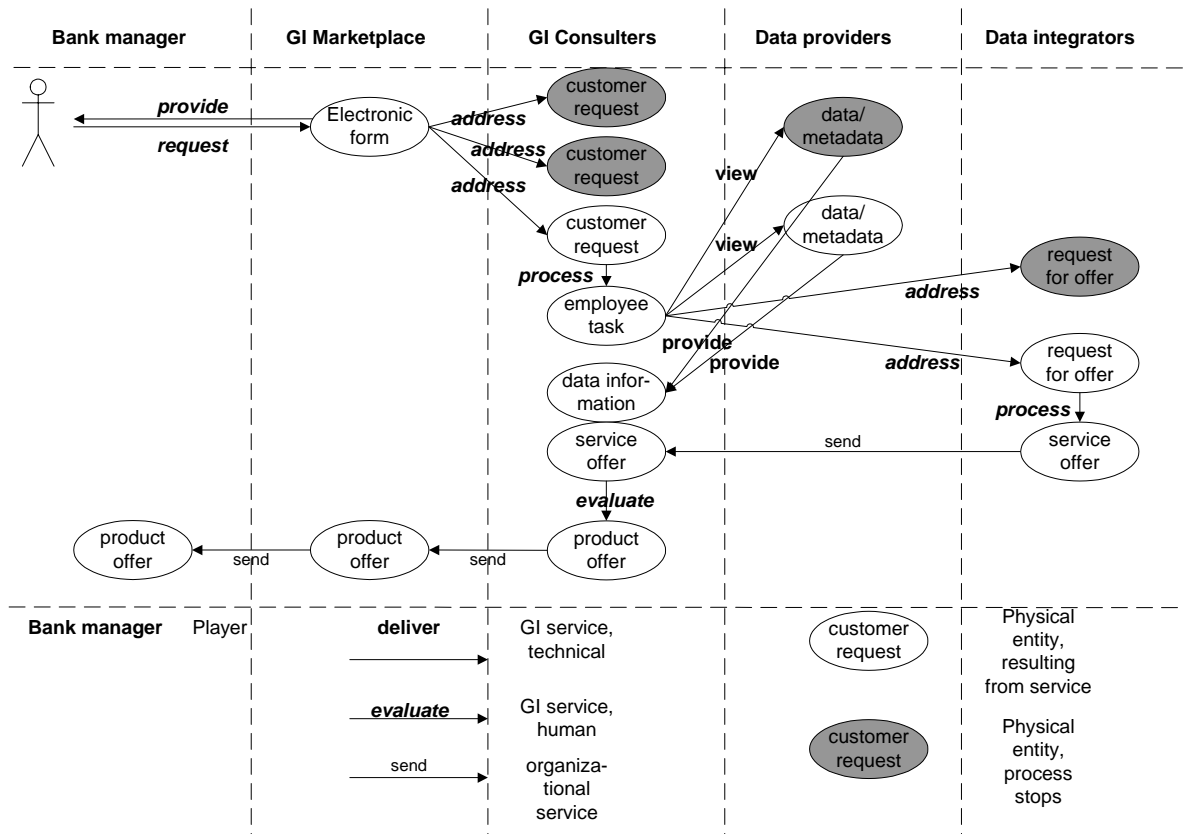 Bank manager
GI Marketplace
GI Consulters
Data providers
Data integrators
provide
request
Electronic
form
address
address
address
customer
request
customer
request
customer
request
process
employee
task
view
view
data/
metadata
data/
metadata
provide
provide
address
address
request
for offer
request
for offer
process
service
offer
send
data infor-
mation
service
offer
evaluate
product
offer
send
product
offer
send
product
offer
Bank manager
Player
deliver
GI service,
technical
evaluate
GI service,
human
send
organiza-
tional
service
customer
request
Physical
entity,
resulting
from service
customer
request
Physical
entity,
process
stops